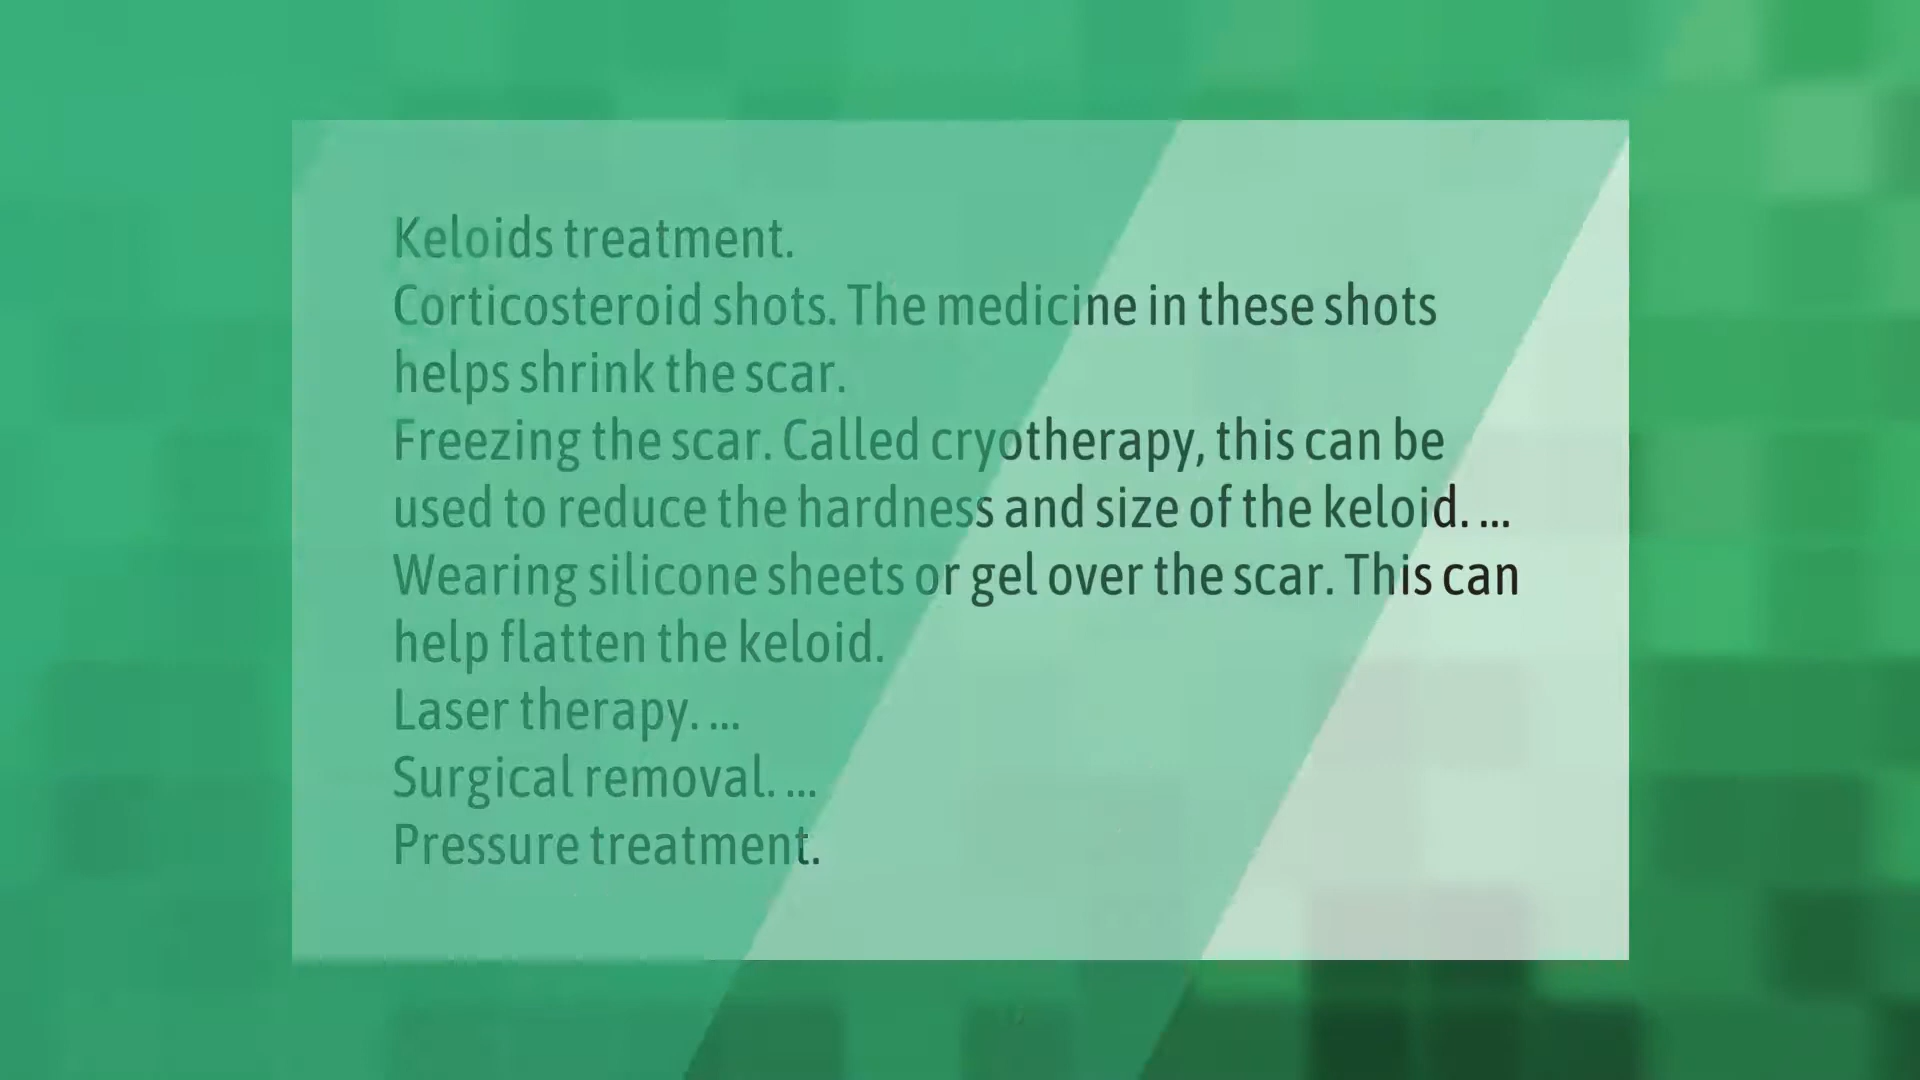 Keloids treatment.
Corticosteroid shots. The medicine in these shots
helps shrink the scar.
Freezing the scar. Called cryotherapy, this can be
used to reduce the hardness and size of the keloid. ...
Wearing silicone sheets or gel over the scar. This can
help flatten the keloid.
Laser therapy. ...
Surgical removal. ...
Pressure treatment.